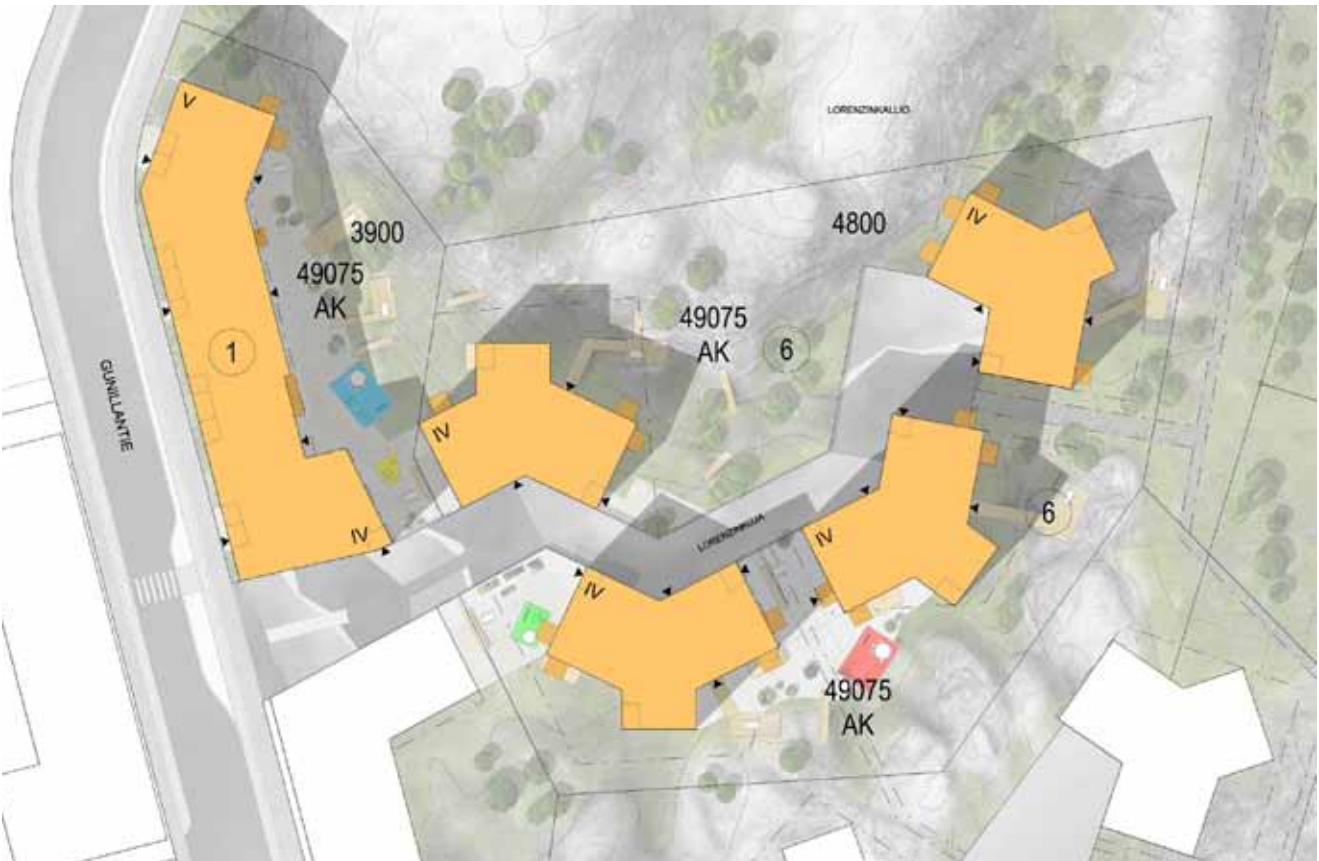 V
LORENZINKALLIO
IV
3900
4800
49075
AK
49075
AK
1
6
GUNILLANTIE
IV
IV
6
LORENZINKUJA
IV
IV
49075
AK